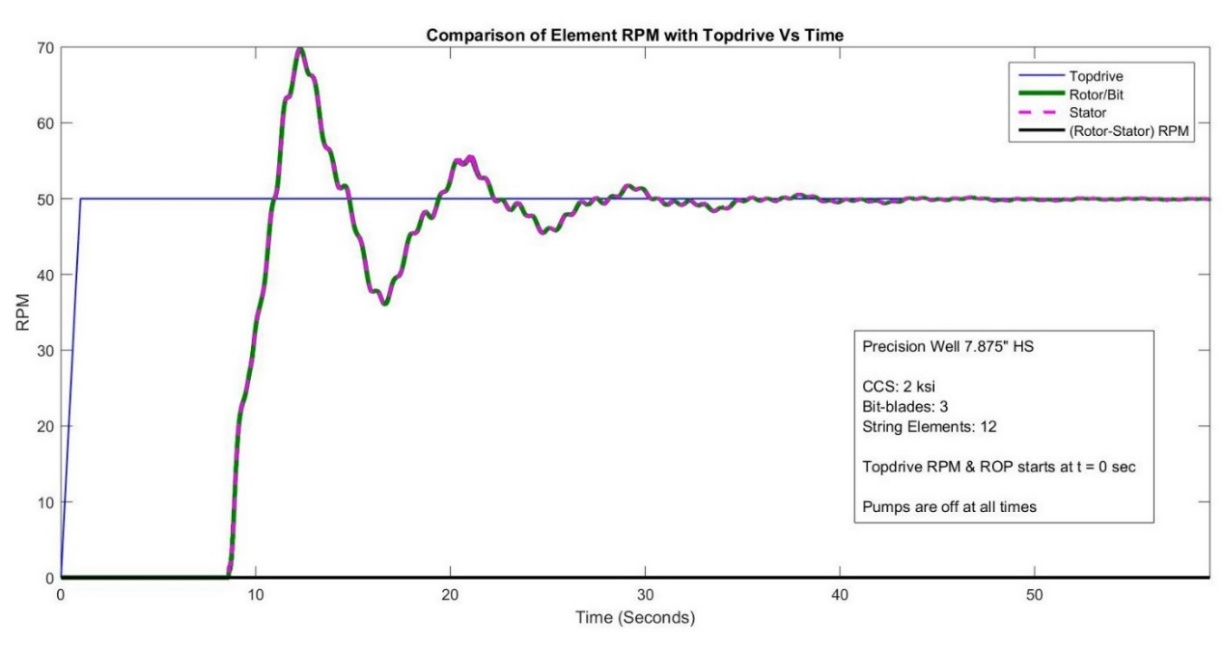 Comparison of Element RPM with Topdrive Vs Time
70
60
50
40
30
20
10
0
RPM
0 10 20 30 40 50
Time (Seconds)
Topdrive
Rotor/Bit
Stator
(Rotor-Stator) RPM
Precision Well 7.875" HS
CCS: 2 ksi
Bit-blades: 3
String Elements: 12
Topdrive RPM & ROP starts at t = 0 sec
Pumps are off at all times